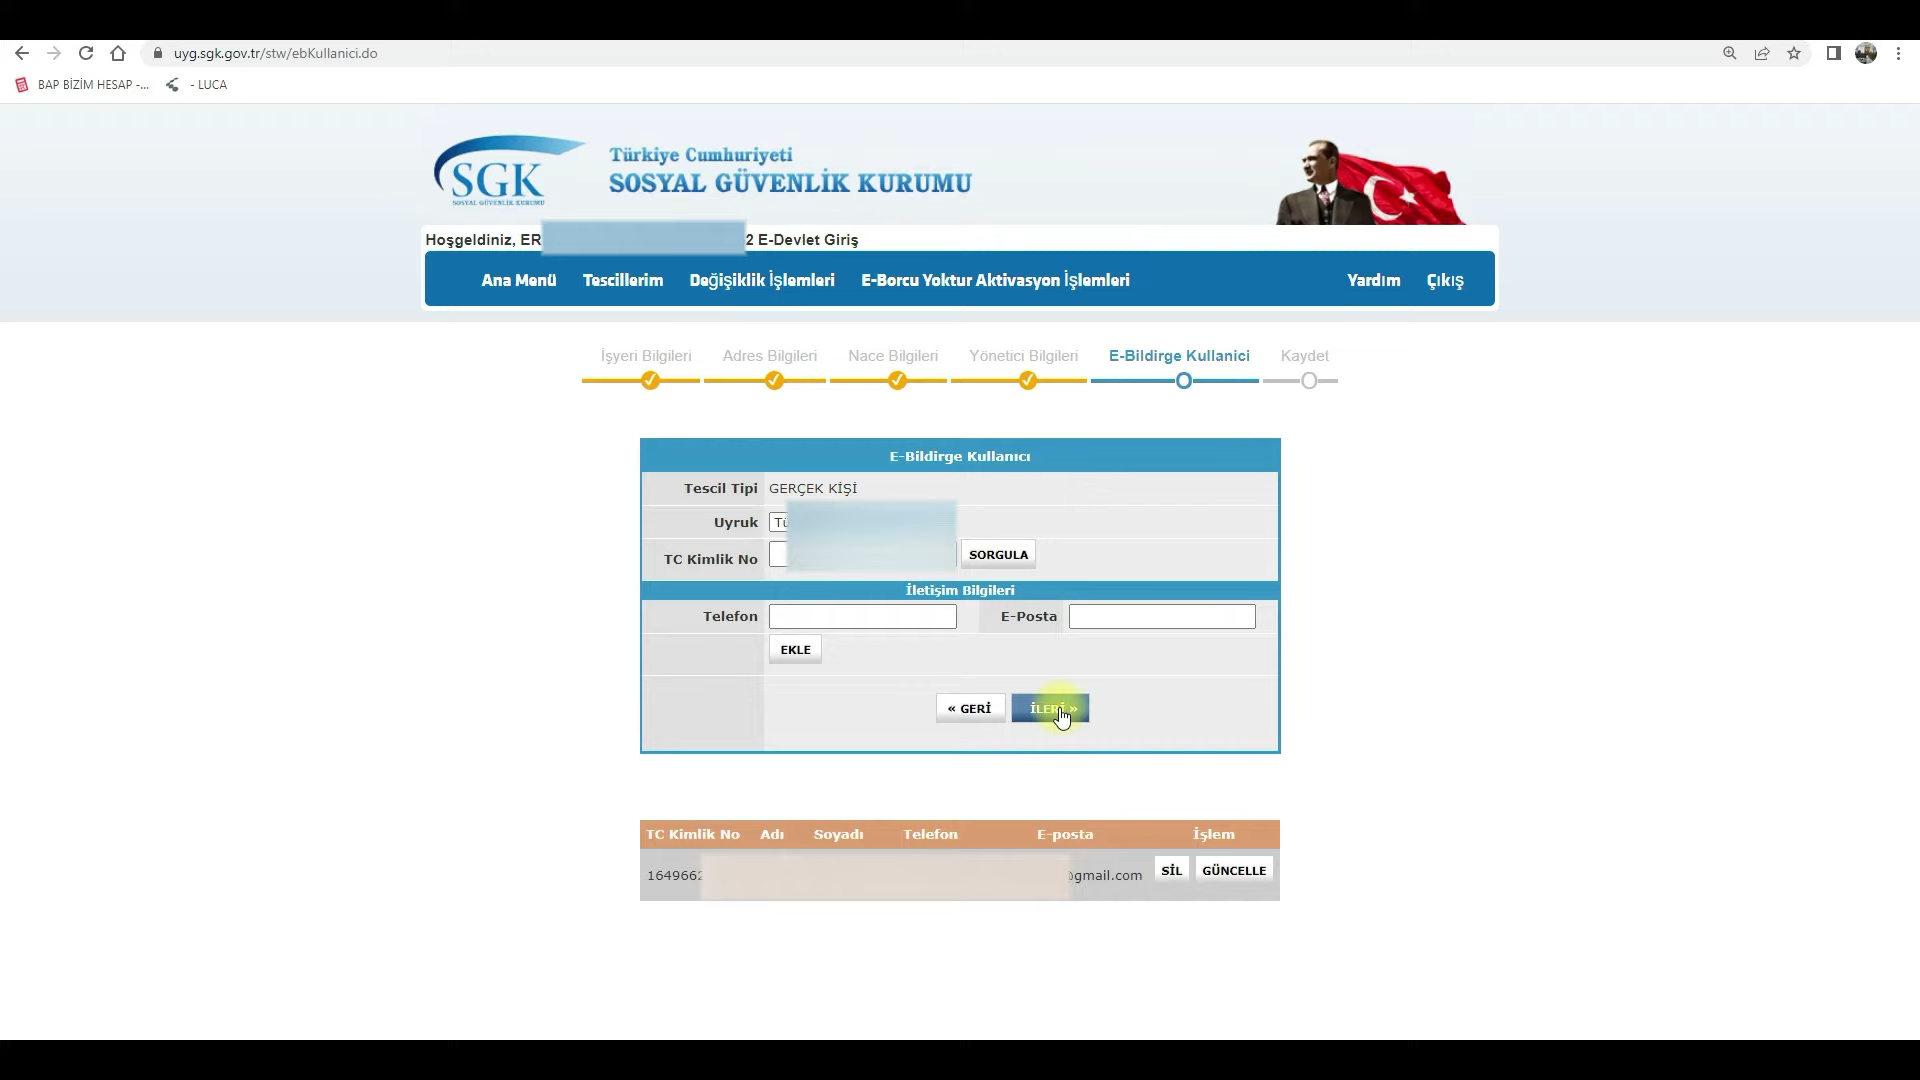 uyg.sgk.gov.tr/stw/ebKullanici.do
BAP BİZİM HESAP -... - LUCA
SGK
SOSYAL GÜVENLİK KURUMU
Türkiye Cumhuriyeti
SOSYAL GÜVENLİK KURUMU
Hoşgeldiniz, ER 2 E-Devlet Giriş
Ana Menü Tescillerim Değişiklik İşlemleri E-Borcu Yoktur Aktivasyon İşlemleri Yardım Çıkış
İşyeri Bilgileri Adres Bilgileri Nace Bilgileri Yönetici Bilgileri E-Bildirge Kullanici Kaydet
E-Bildirge Kullanıcı
Tescil Tipi GERÇEK KİŞİ
Uyruk
TC Kimlik No SORGULA
İletişim Bilgileri
Telefon E-Posta
EKLE
« GERİ İLERİ »
TC Kimlik No Adı Soyadı Telefon E-posta İşlem
164966 @gmail.com SİL GÜNCELLE